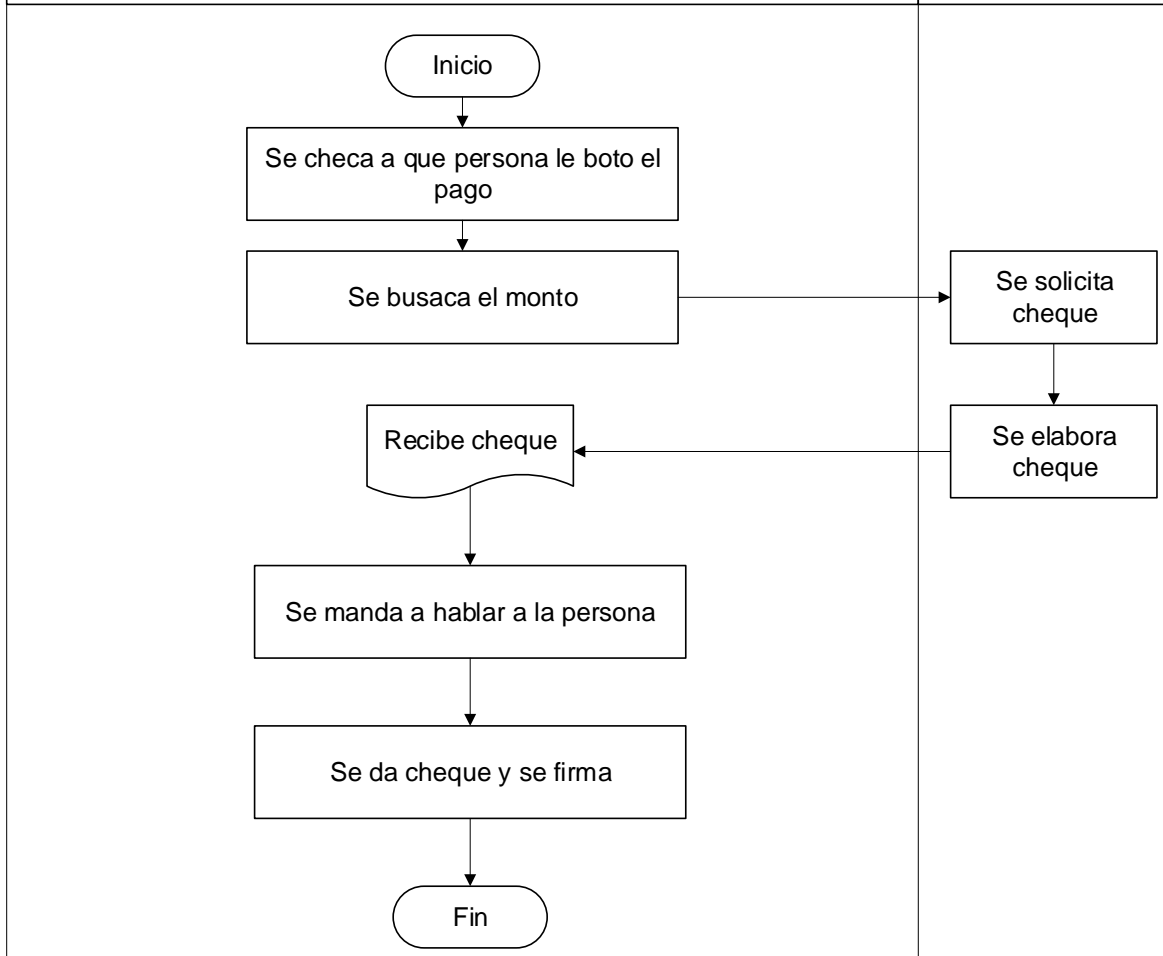 Inicio
Se checa a que persona le boto el
pago
Se busaca el monto
Se solicita
cheque
Se elabora
cheque
Recibe cheque
Se manda a hablar a la persona
Se da cheque y se firma
Fin